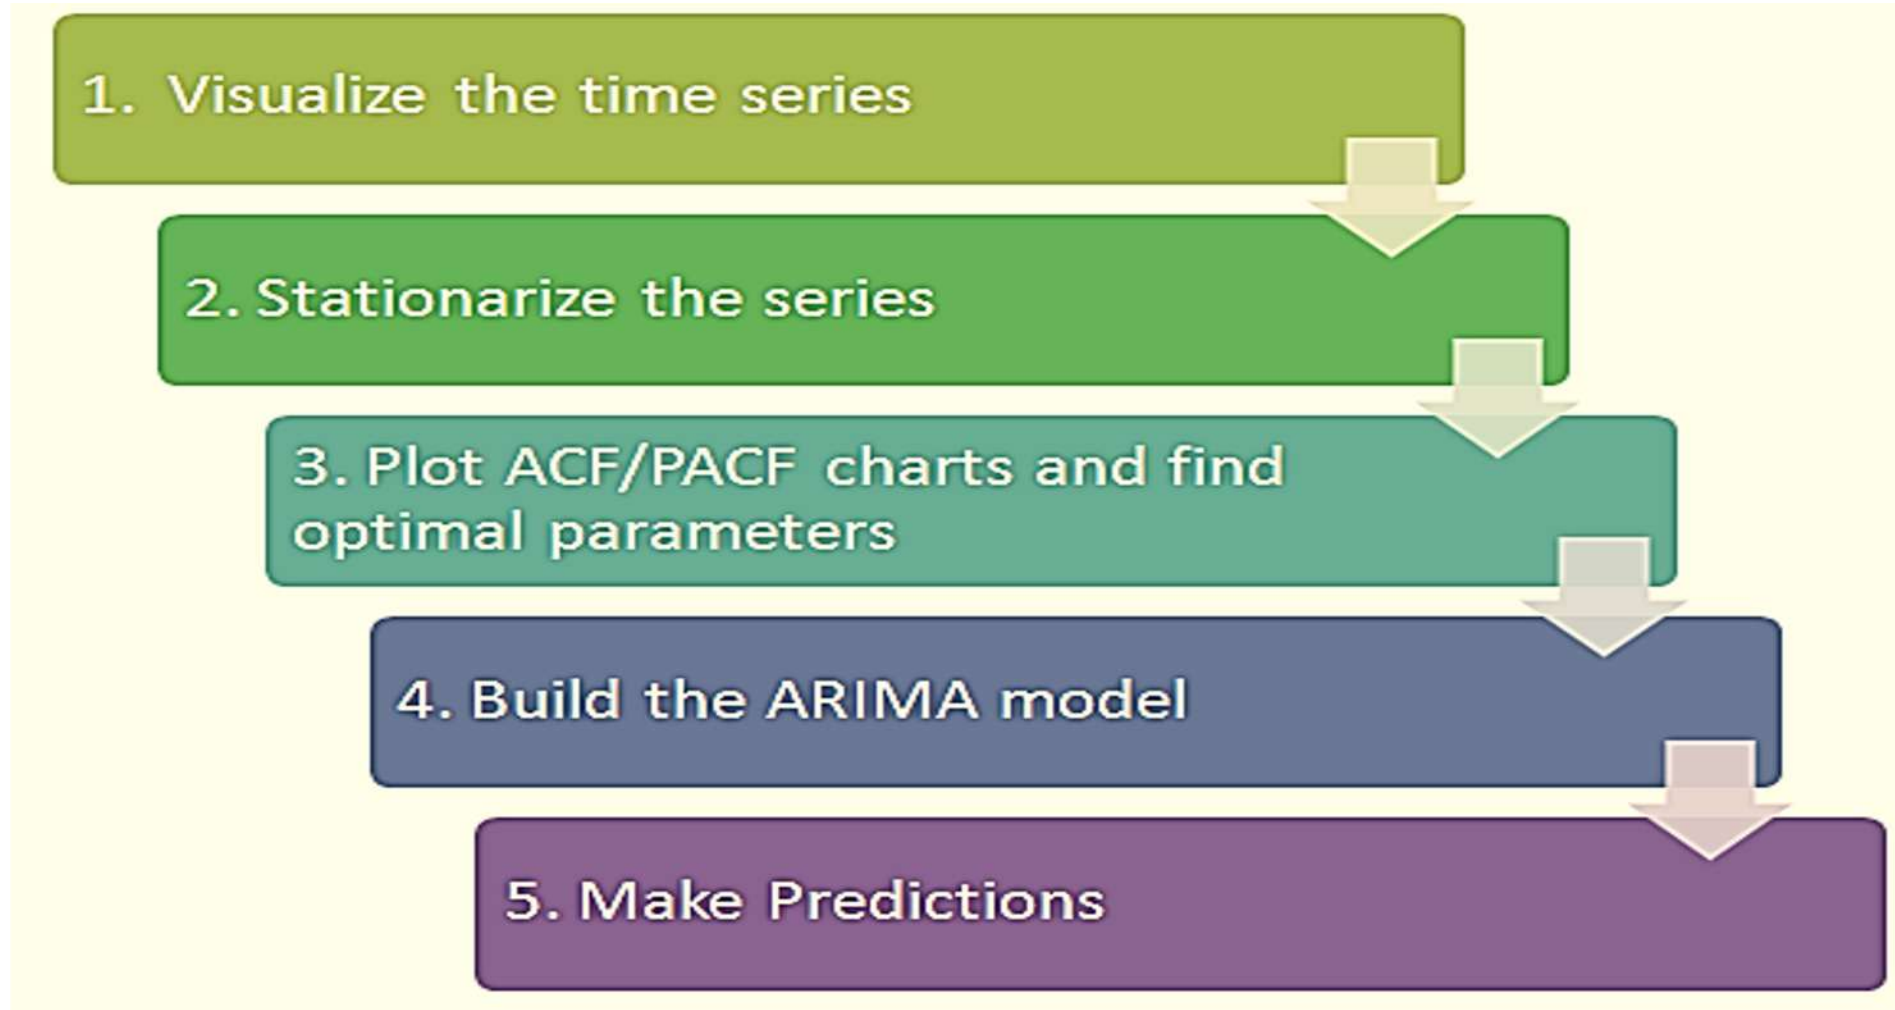 1. Visualize the time series
2. Stationarize the series
3. Plot ACF/PACF charts and find
optimal parameters
4. Build the ARIMA model
5. Make Predictions